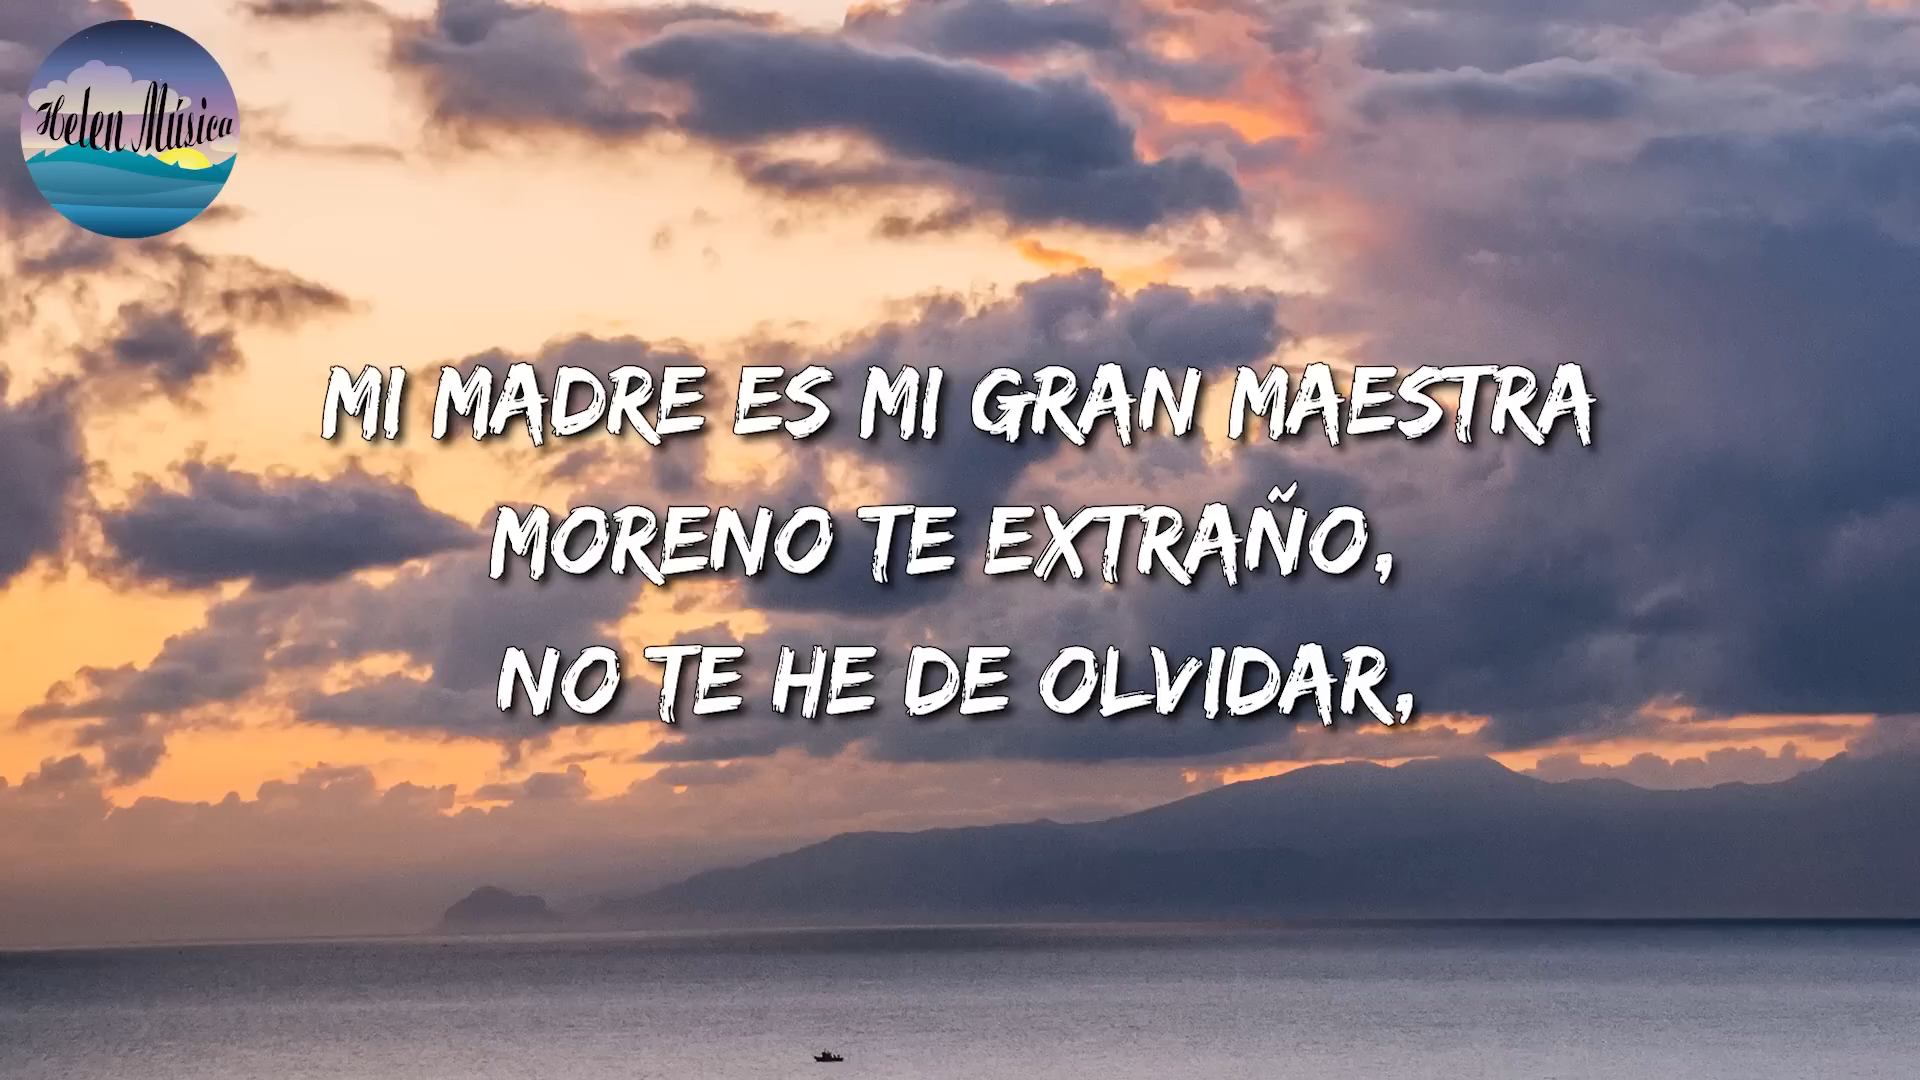 Helen Música
MI MADRE ES MI GRAN MAESTRA
MORENO TE EXTRAÑO,
NO TE HE DE OLVIDAR,